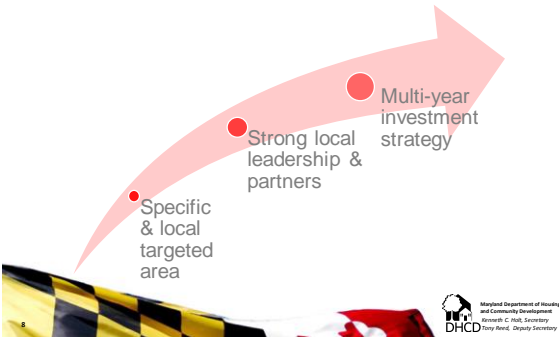 Multi-year
investment
strategy
Strong local
leadership &
partners
Specific
& local
targeted
area
8
DHCD
Maryland Department of Housing
and Community Development
Kenneth C. Holt, Secretary
Tony Reed, Deputy Secretary